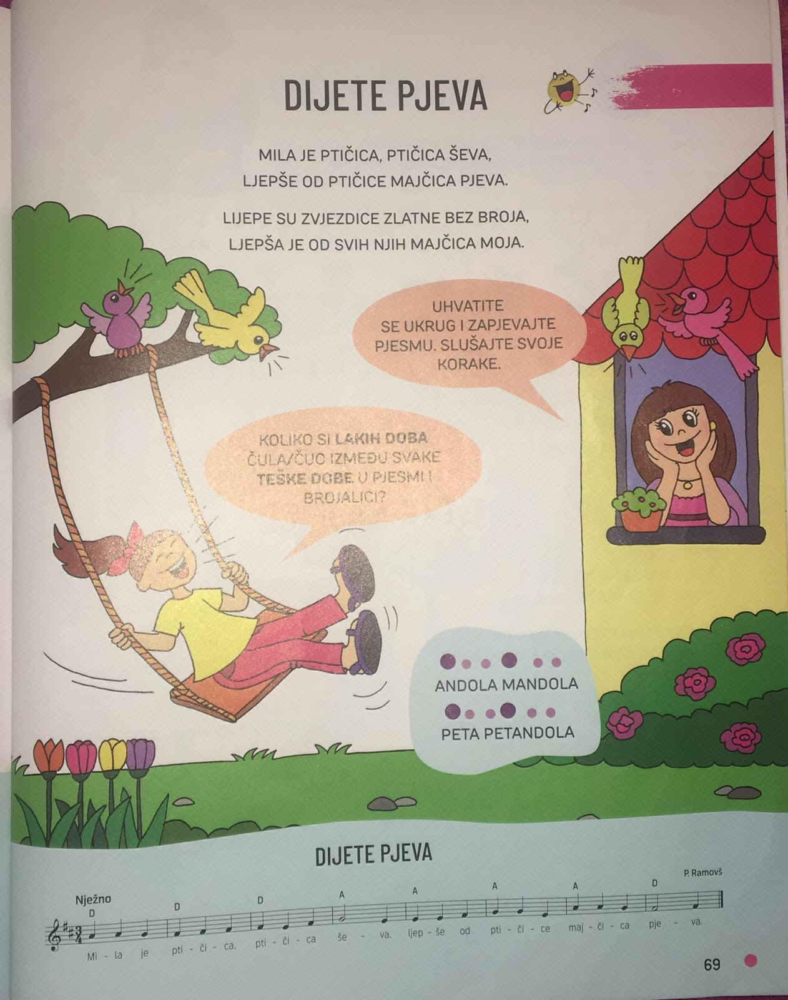 DIJETE PJEVA
MILA JE PTIČICA, PTIČICA ŠEVA,
LJEPŠE OD PTIČICE MAJČICA PJEVA.
LIJEPE SU ZVJEZDICE ZLATNE BEZ BROJA,
LJEPŠA JE OD SVIH NJIH MAJČICA MOJA.
UHVATITE
SE UKRUG I ZAPJEVAJTE
PJESMU. SLUŠAJTE SVOJE
KORAKE.
KOLIKO SI LAKIH DOBA
ČULA/ČUO IZMEĐU SVAKE
TEŠKE DOBE U PJESMI I
BROJALICI?
ANDOLA MANDOLA
PETA PETANDOLA
DIJETE PJEVA
P. Ramovš
Nježno
D D D A A A A D
3
4
Mi - la je pti - či - ca, pti - či - ca še - va, ljep - še od pti - či - ce maj - či - ca pje - va.
69